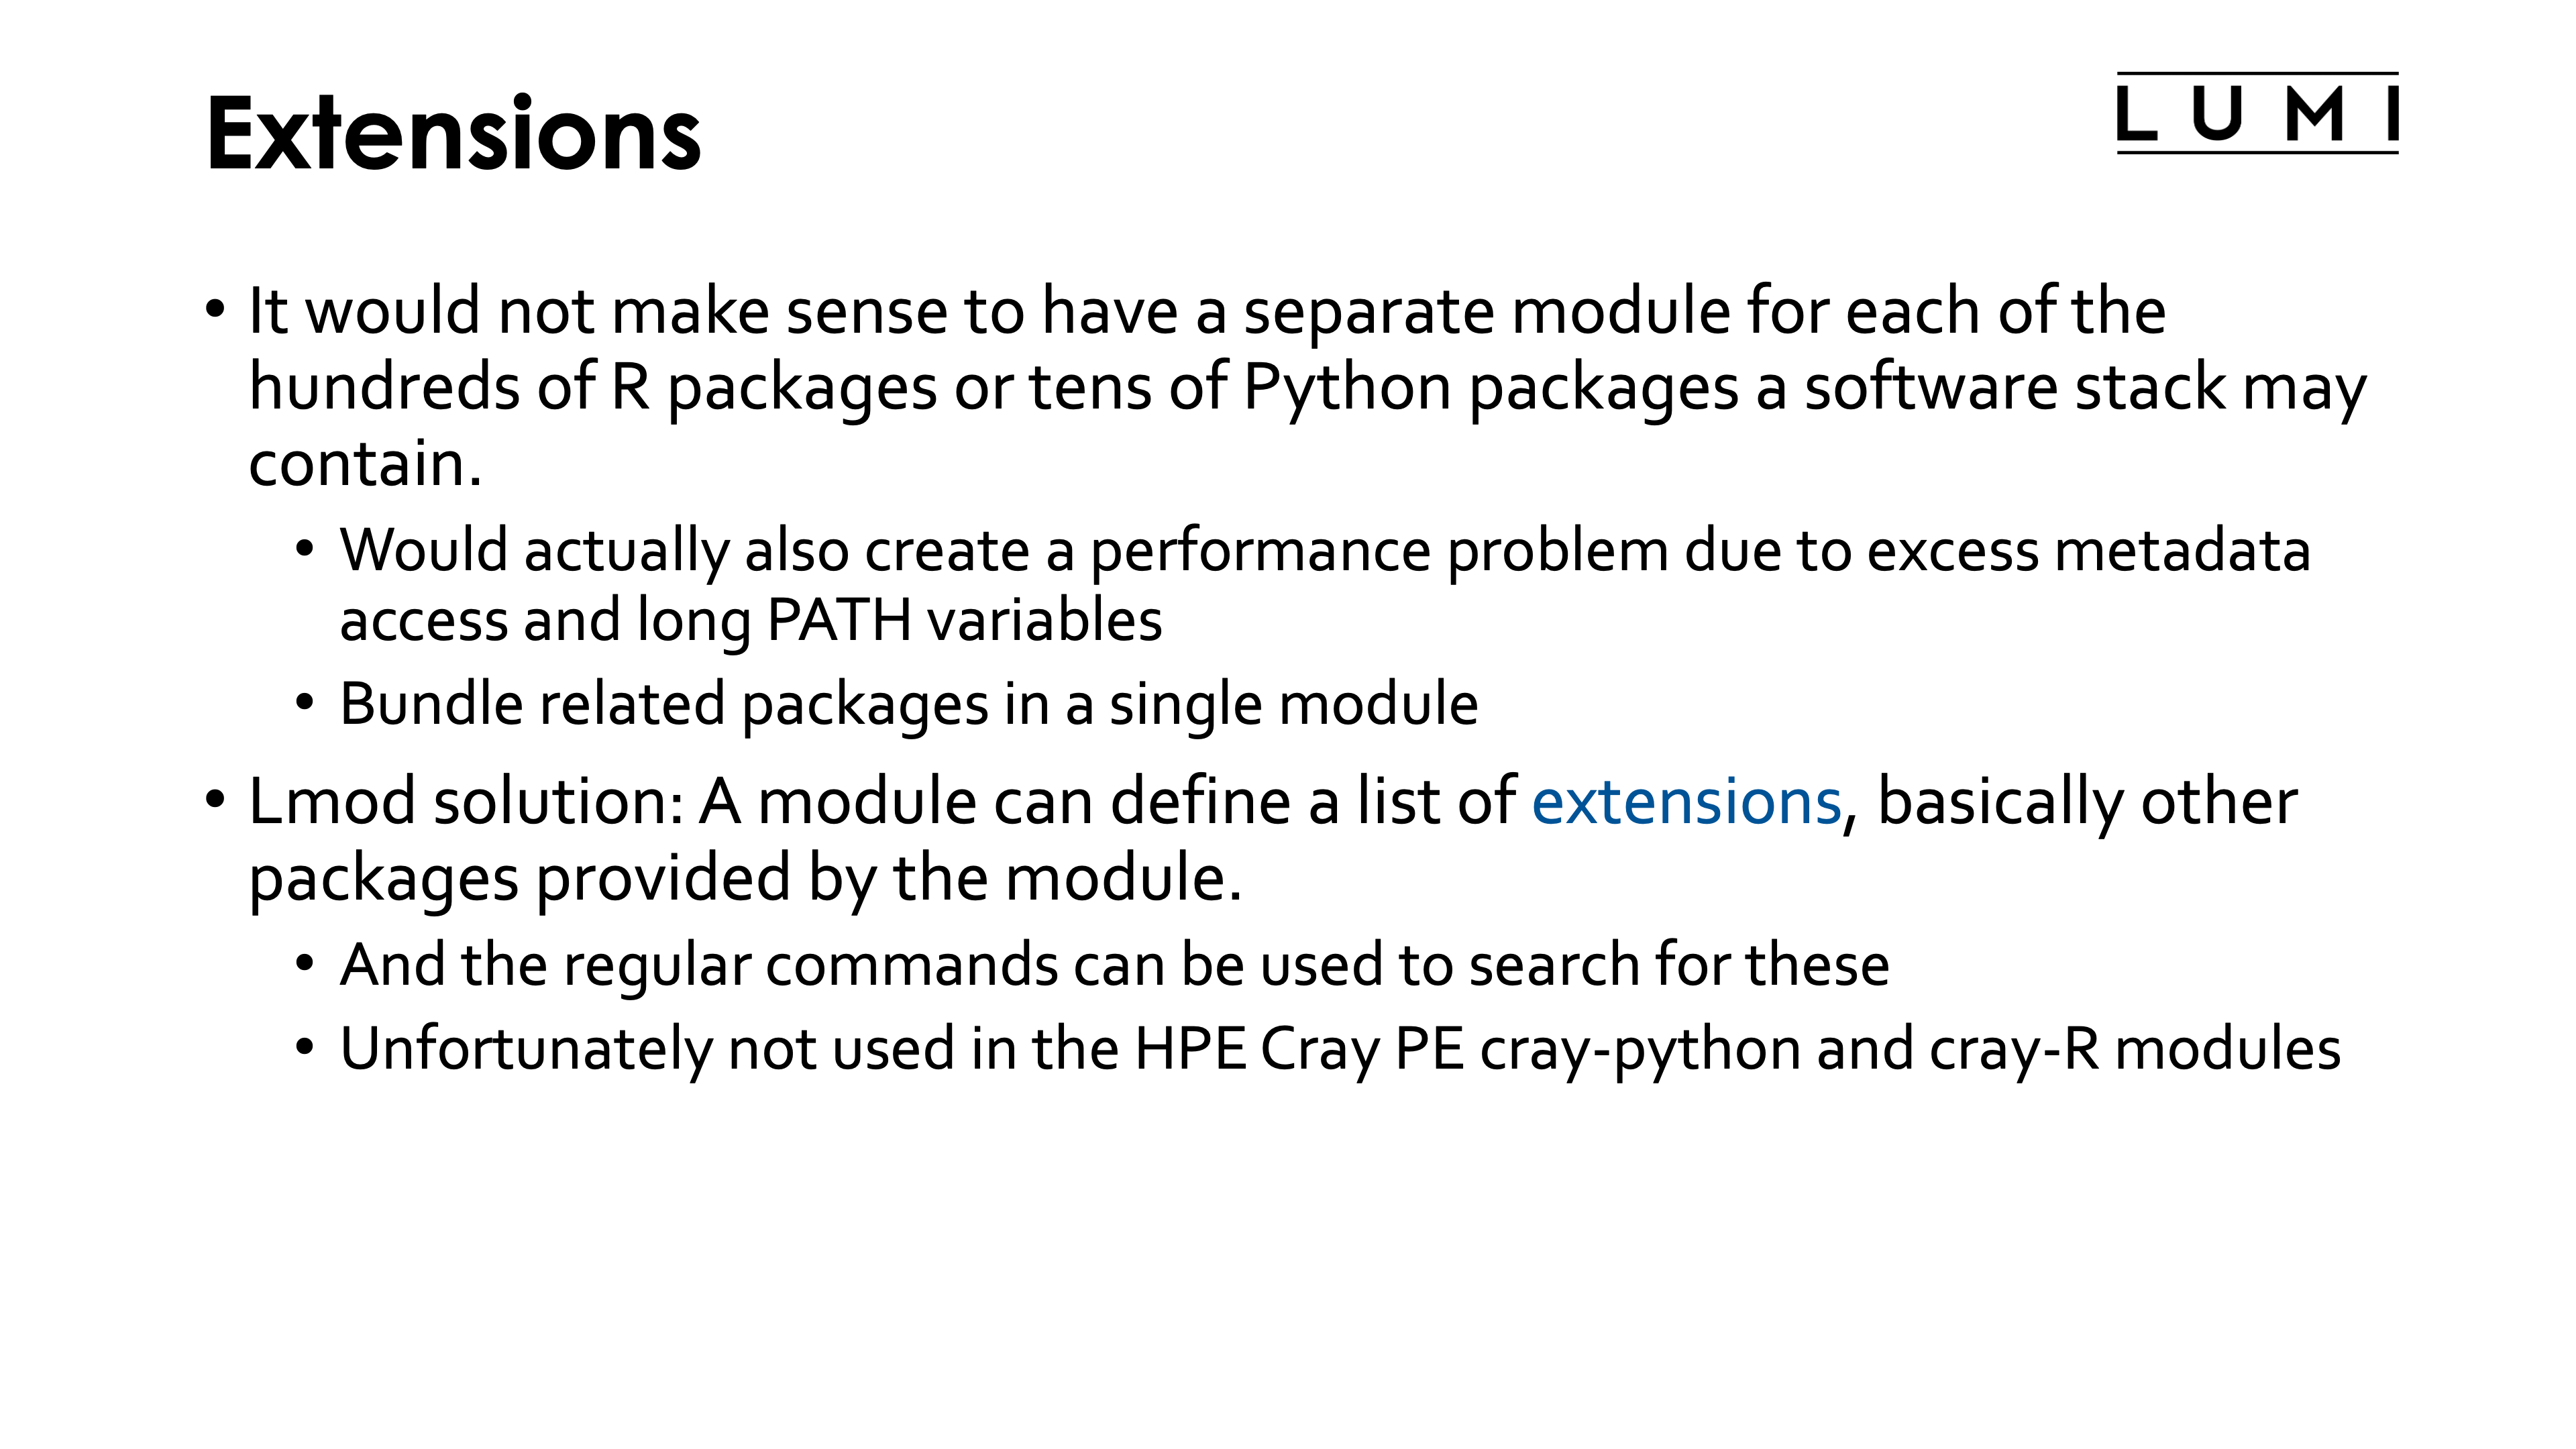 Extensions
LUMI
• It would not make sense to have a separate module for each of the
hundreds of R packages or tens of Python packages a software stack may
contain.
• Would actually also create a performance problem due to excess metadata
access and long PATH variables
• Bundle related packages in a single module
• Lmod solution: A module can define a list of extensions, basically other
packages provided by the module.
• And the regular commands can be used to search for these
• Unfortunately not used in the HPE Cray PE cray-python and cray-R modules